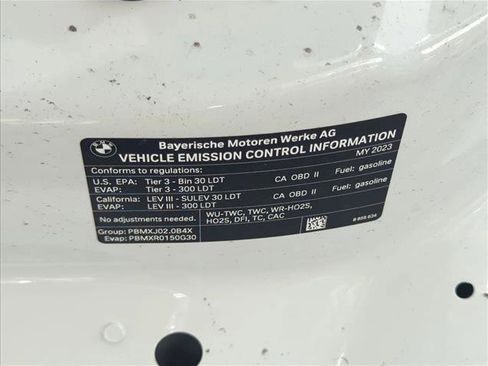 BMW
Bayerische Motoren Werke AG
VEHICLE EMISSION CONTROL INFORMATION
Conforms to regulations: MY 2023
U.S. EPA: Tier 3 - Bin 30 LDT CA OBD II Fuel: gasoline
EVAP: Tier 3 - 300 LDT
California: LEV III - SULEV 30 LDT CA OBD II Fuel: gasoline
EVAP: LEV III - 300 LDT
No adjustments needed. WU-TWC, TWC, WR-HO2S,
HO2S, DFI, TC, CAC
Group: PBMXJ02.0B4X
Evap: PBMXR0150G30